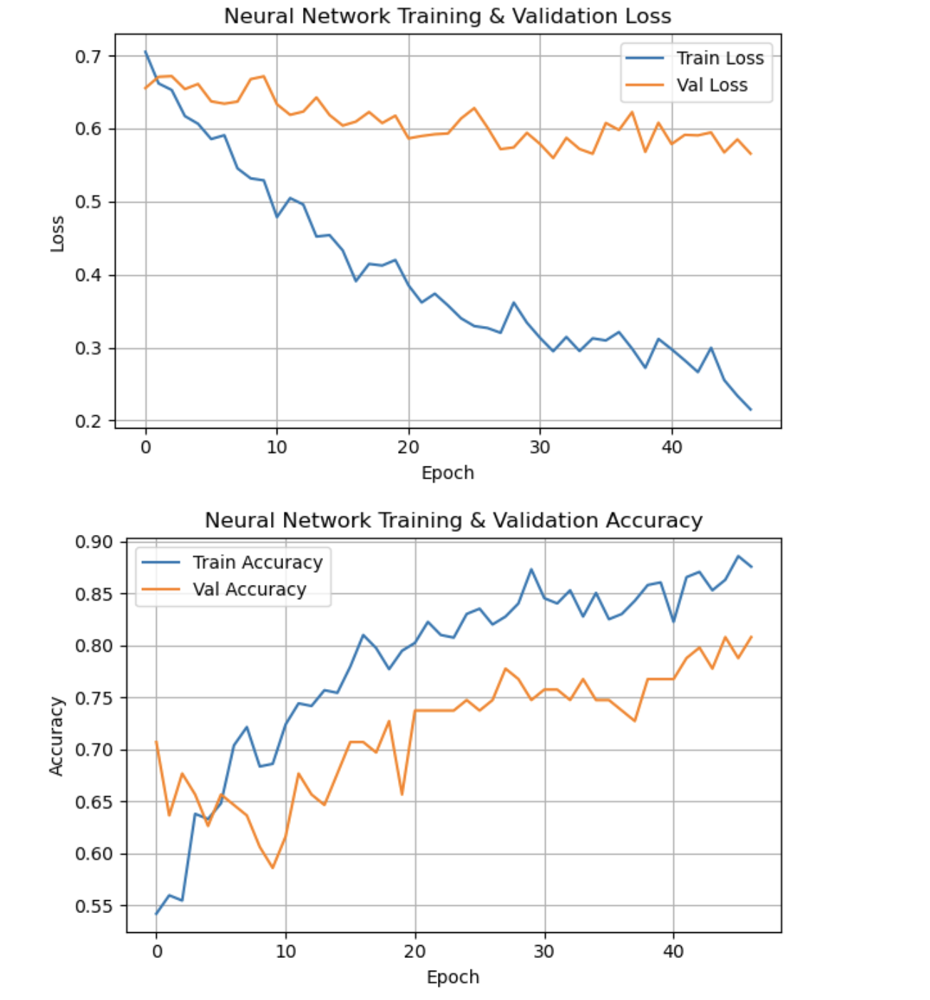 Neural Network Training & Validation Loss
Train Loss
Val Loss
0.7
0.6
0.5
0.4
0.3
0.2
Loss
0 10 20 30 40
Epoch
Neural Network Training & Validation Accuracy
Train Accuracy
Val Accuracy
0.90
0.85
0.80
0.75
0.70
0.65
0.60
0.55
Accuracy
0 10 20 30 40
Epoch